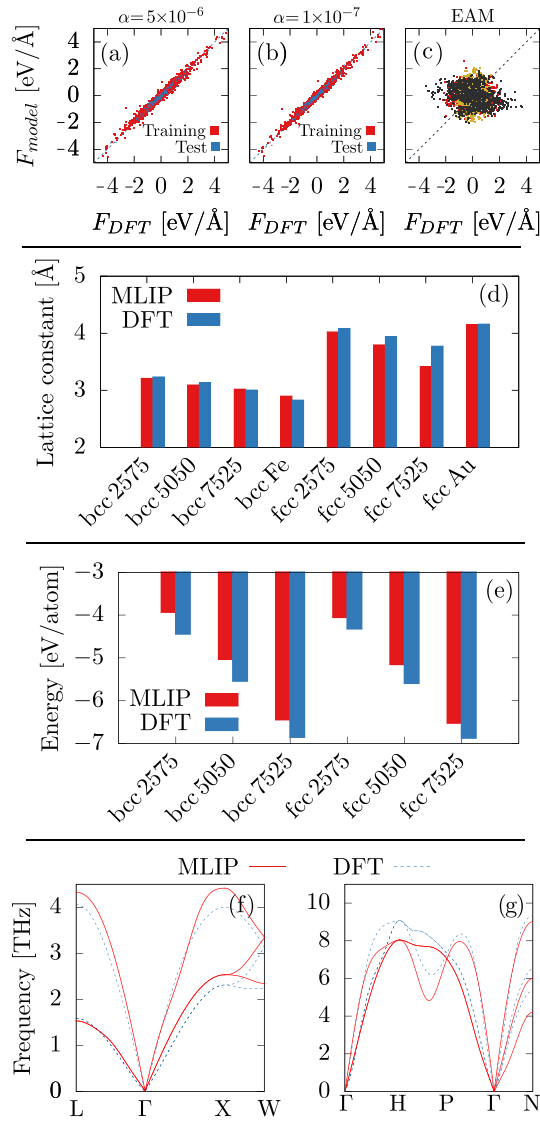 α=5×10⁻⁶ α=1×10⁻⁷ EAM
F_model [eV/Å]
4 2 0 -2 -4
(a) (b) (c)
Training Training
Test Test
-4 -2 0 2 4 -4 -2 0 2 4 -4 -2 0 2 4
F_DFT [eV/Å] F_DFT [eV/Å] F_DFT [eV/Å]
Lattice constant [Å]
5
4
3
2
MLIP
DFT
(d)
bcc 2575 bcc 5050 bcc 7525 bcc Fe fcc 2575 fcc 5050 fcc 7525 fcc Au
Energy [eV/atom]
−3
−4
−5
−6
−7
(e)
MLIP
DFT
bcc 2575 bcc 5050 bcc 7525 fcc 2575 fcc 5050 fcc 7525
MLIP DFT
Frequency [THz]
(f)
4
3
2
1
0
L Γ X W
(g)
10
8
6
4
2
0
Γ H P Γ N